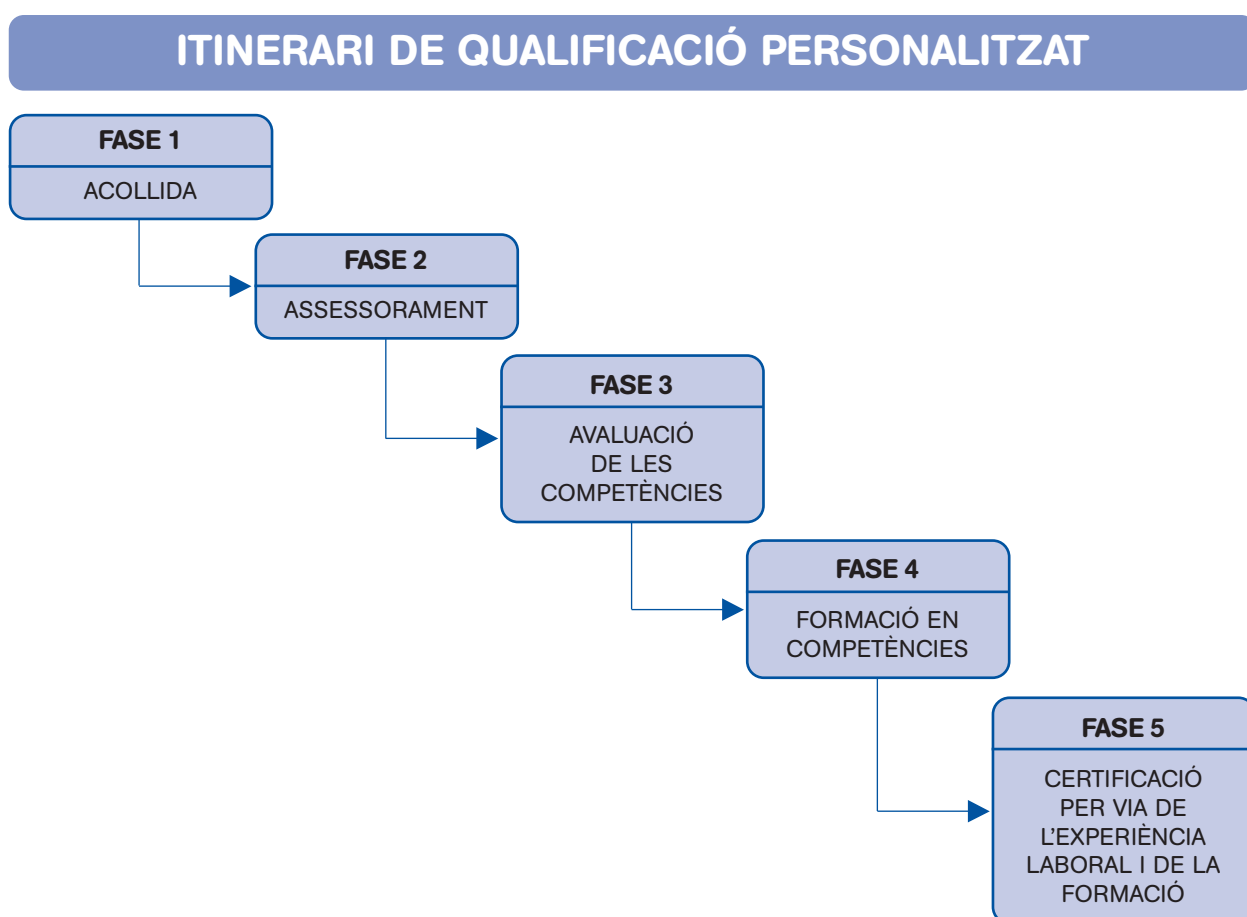 ITINERARI DE QUALIFICACIÓ PERSONALITZAT
FASE 1
ACOLLIDA
FASE 2
ASSESSORAMENT
FASE 3
AVALUACIÓ
DE LES
COMPETÈNCIES
FASE 4
FORMACIÓ EN
COMPETÈNCIES
FASE 5
CERTIFICACIÓ
PER VIA DE
L’EXPERIÈNCIA
LABORAL I DE LA
FORMACIÓ